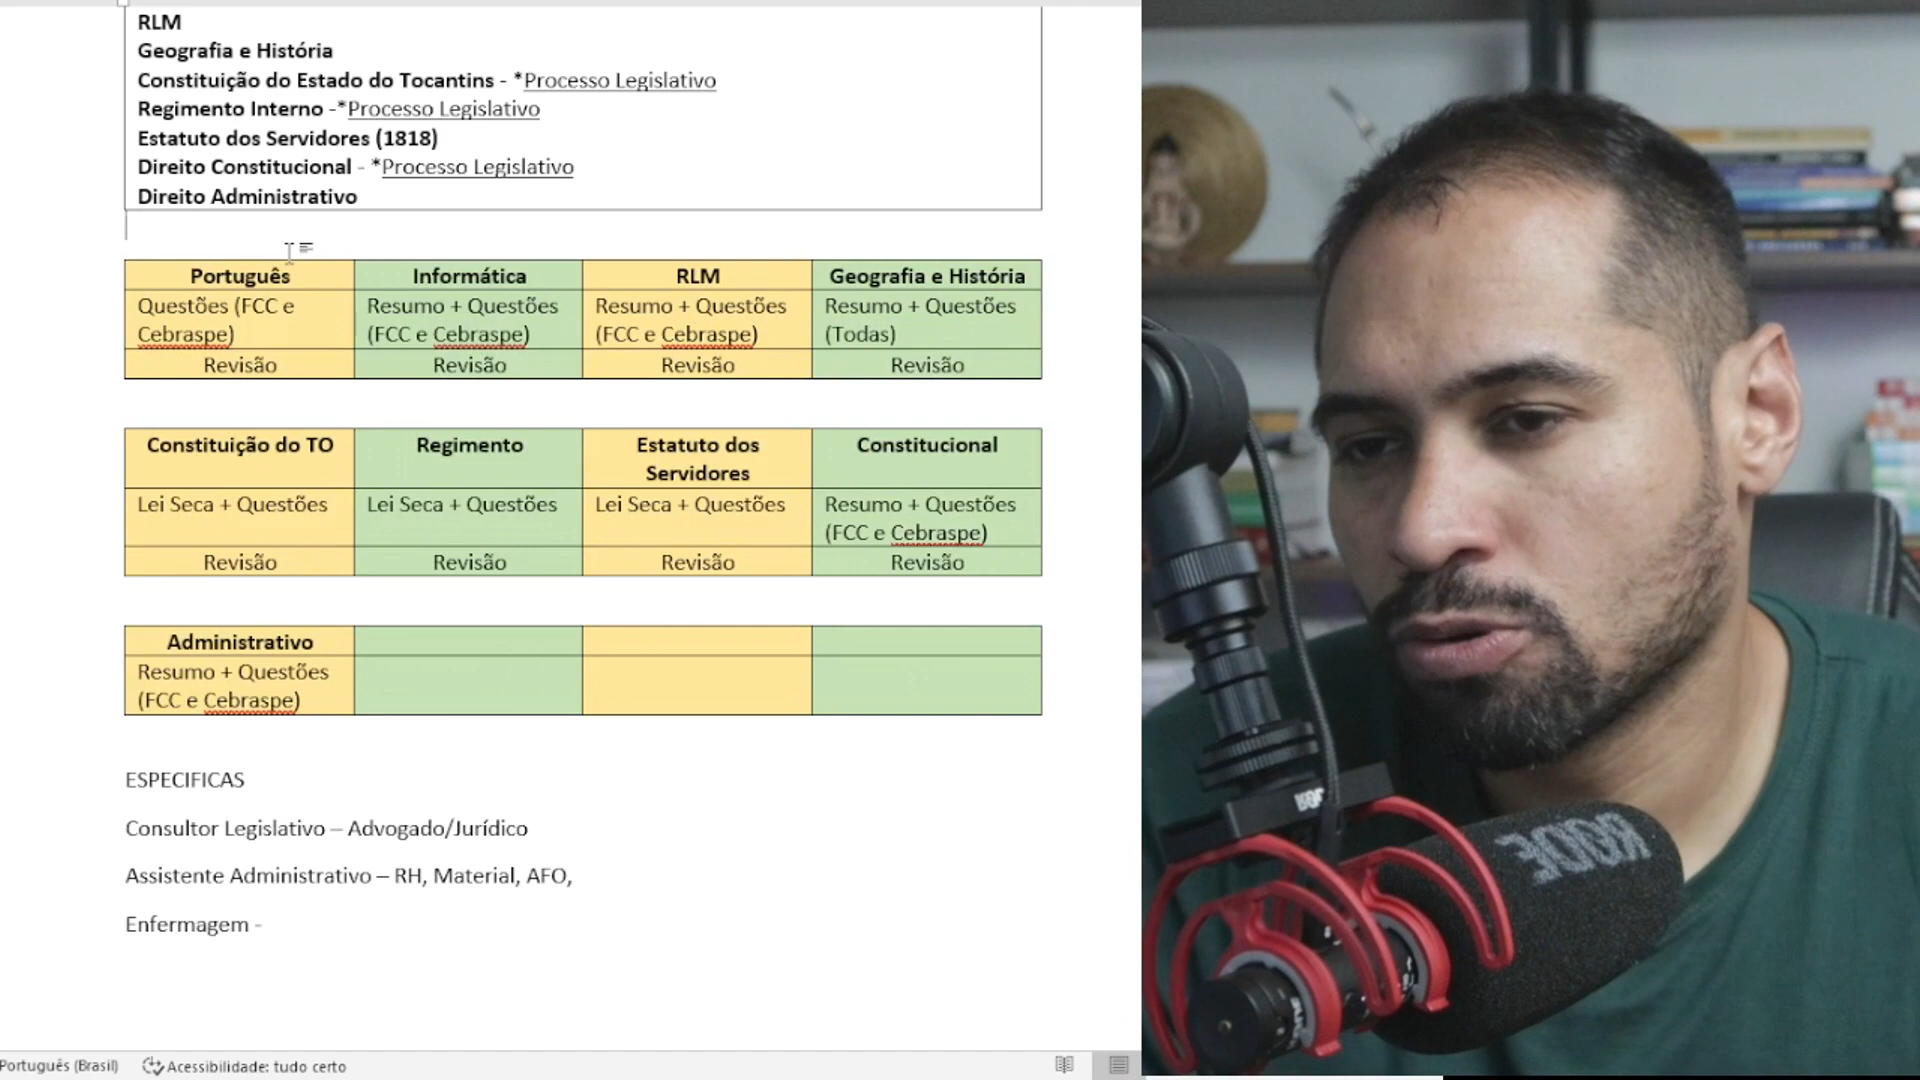 RLM
Geografia e História
Constituição do Estado do Tocantins - *Processo Legislativo
Regimento Interno -*Processo Legislativo
Estatuto dos Servidores (1818)
Direito Constitucional - *Processo Legislativo
Direito Administrativo
Português Informática RLM Geografia e História
Questões (FCC e Resumo + Questões Resumo + Questões Resumo + Questões
Cebraspe) (FCC e Cebraspe) (FCC e Cebraspe) (Todas)
Revisão Revisão Revisão Revisão
Constituição do TO Regimento Estatuto dos Constitucional
Servidores
Lei Seca + Questões Lei Seca + Questões Lei Seca + Questões Resumo + Questões
(FCC e Cebraspe)
Revisão Revisão Revisão Revisão
Administrativo
Resumo + Questões
(FCC e Cebraspe)
ESPECIFICAS
Consultor Legislativo – Advogado/Jurídico
Assistente Administrativo – RH, Material, AFO,
Enfermagem -
Português (Brasil) Acessibilidade: tudo certo
RODE